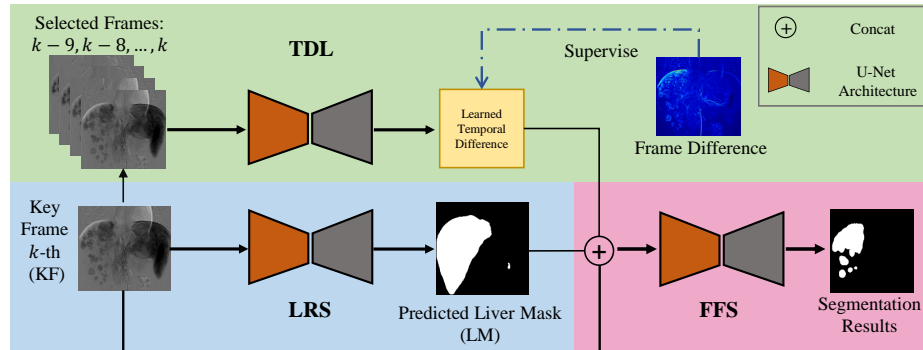 Selected Frames:
k − 9, k − 8, ..., k
TDL
Supervise
Learned
Temporal
Difference
Frame Difference
+
Concat
U-Net
Architecture
Key
Frame
k-th
(KF)
LRS
Predicted Liver Mask
(LM)
+
FFS
Segmentation
Results